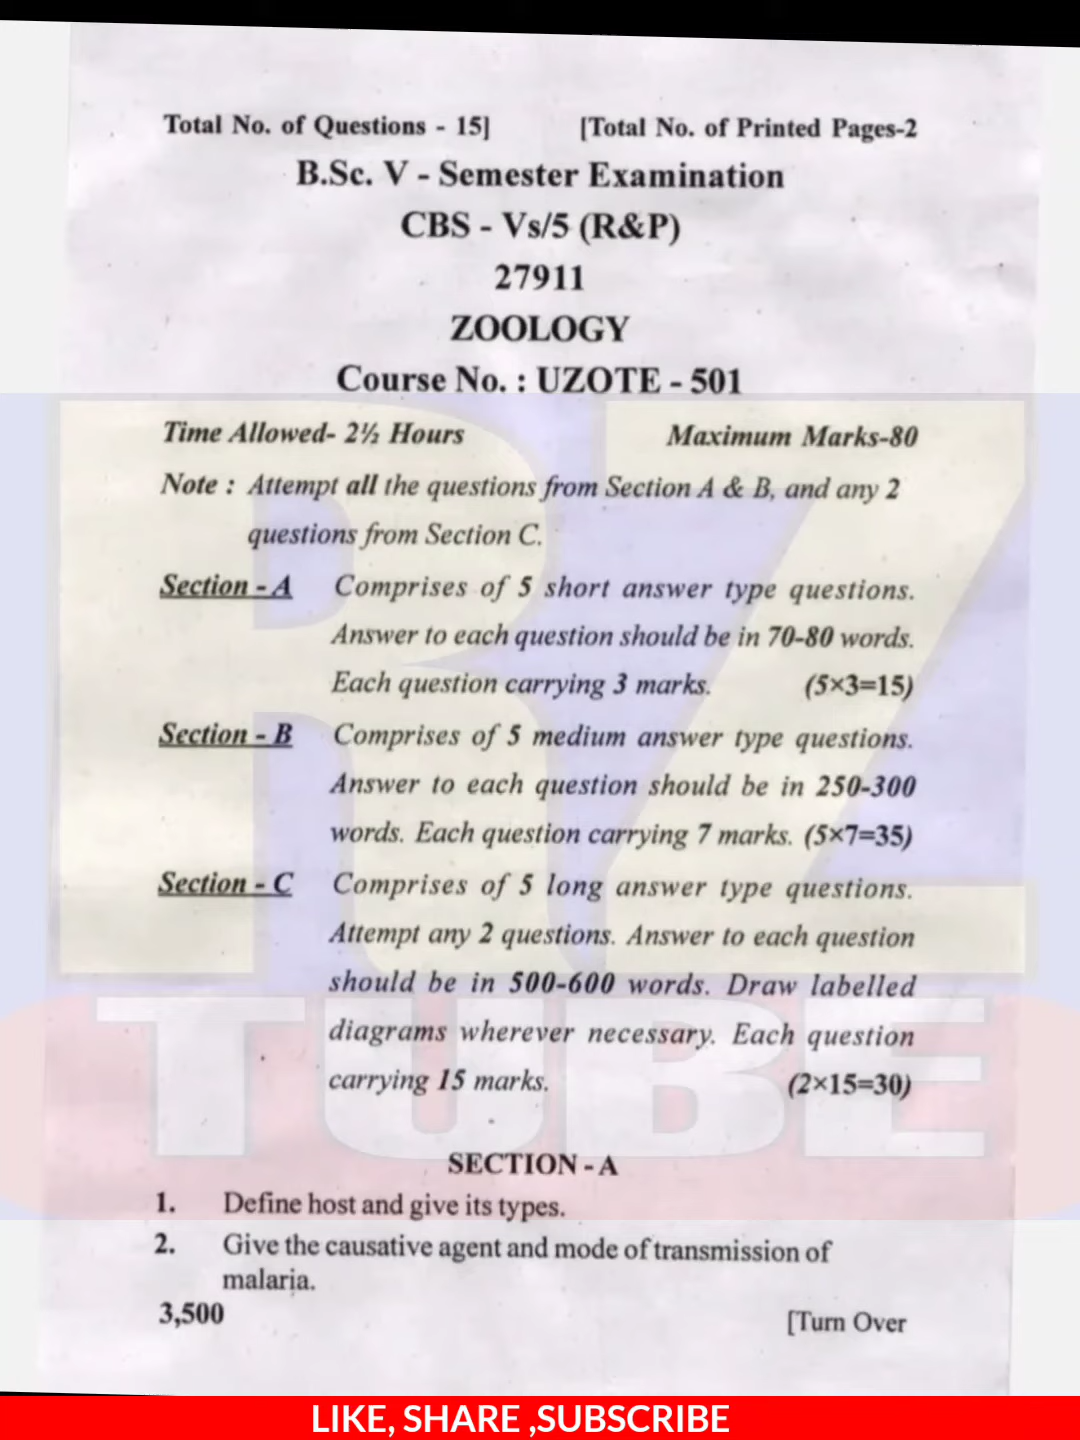 Total No. of Questions - 15] [Total No. of Printed Pages-2
B.Sc. V - Semester Examination
CBS - Vs/5 (R&P)
27911
ZOOLOGY
Course No. : UZOTE - 501
Time Allowed- 2½ Hours Maximum Marks-80
Note : Attempt all the questions from Section A & B, and any 2
questions from Section C.
Section - A Comprises of 5 short answer type questions.
Answer to each question should be in 70-80 words.
Each question carrying 3 marks. (5×3=15)
Section - B Comprises of 5 medium answer type questions.
Answer to each question should be in 250-300
words. Each question carrying 7 marks. (5×7=35)
Section - C Comprises of 5 long answer type questions.
Attempt any 2 questions. Answer to each question
should be in 500-600 words. Draw labelled
diagrams wherever necessary. Each question
carrying 15 marks. (2×15=30)
SECTION - A
1. Define host and give its types.
2. Give the causative agent and mode of transmission of
malaria.
3,500 [Turn Over
RZ
TUBE
LIKE, SHARE ,SUBSCRIBE